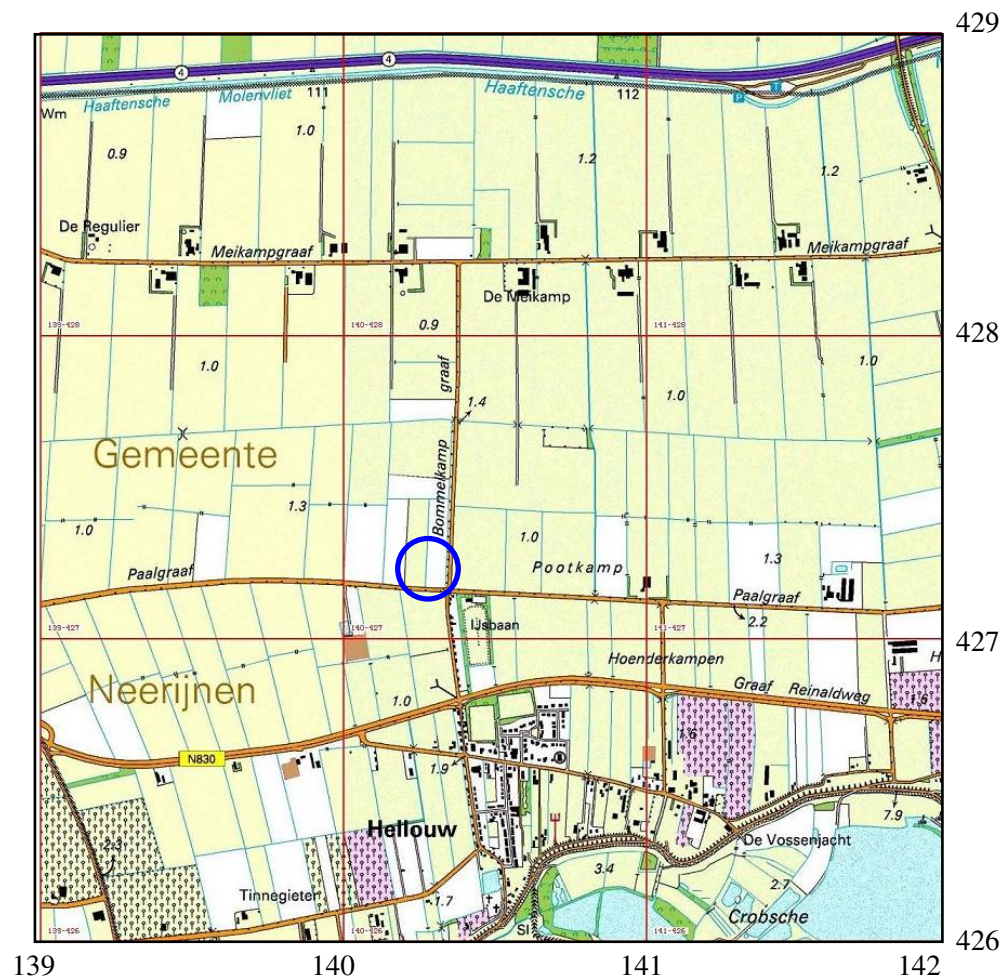 429
4
4
Haaftensche
Molenvliet
111
Haaftensche
112
P
T
Wm
1.0
0.9
1.2
1.2
De Regulier
Meikampgraaf
Meikampgraaf
De Meikamp
139-428
140-428
0.9
141-428
428
1.0
graaf
1.0
1.0
1.4
Gemeente
Bommelkamp
1.3
1.0
1.0
1.3
Pootkamp
Paalgraaf
Paalgraaf
2.2
139-427
140-427
IJsbaan
141-427
427
Hoenderkampen
H
Neerijnen
1.0
Graaf Reinaldweg
1.6
1.6
N830
1.9
Hellouw
7.9
De Vossenjacht
2.3
3.4
2.7
Tinnegieter
1.7
Crobsche
SI
139-426
140-426
141-426
426
139
140
141
142